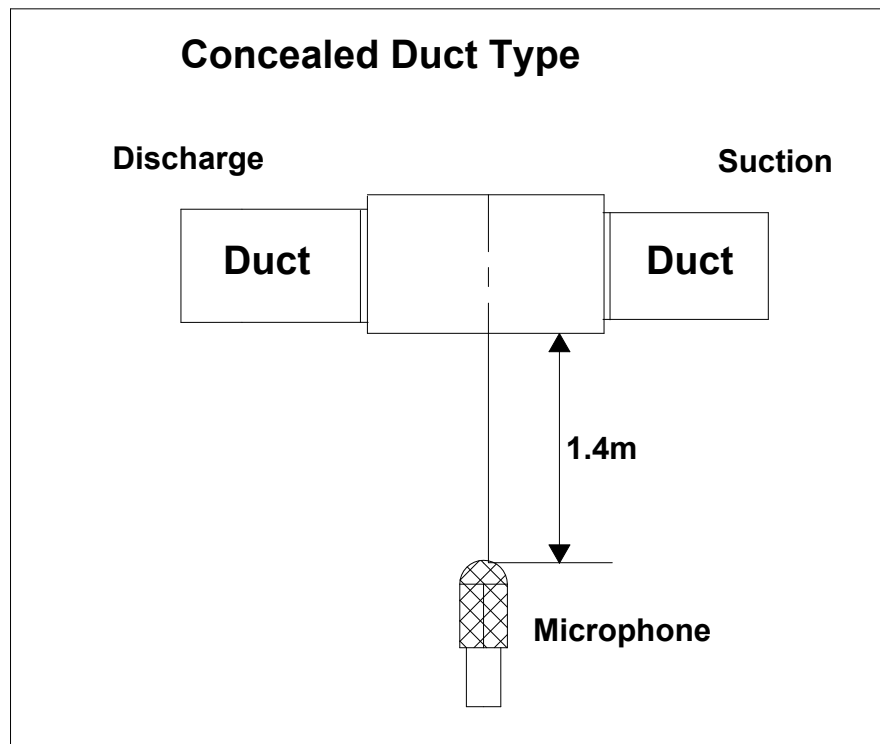 Concealed Duct Type
Discharge
Suction
Duct
Duct
1.4m
Microphone